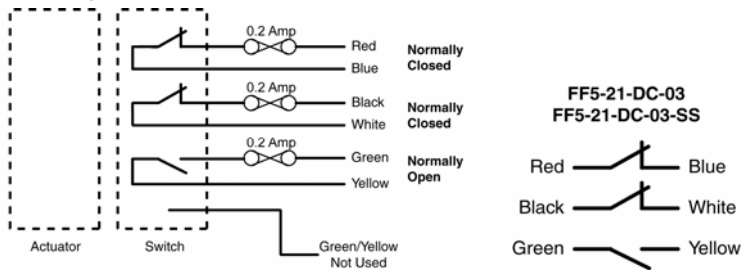 0.2 Amp
Red
Blue
Normally
Closed
0.2 Amp
Black
White
Normally
Closed
0.2 Amp
Green
Yellow
Normally
Open
Actuator
Switch
Green/Yellow
Not Used
FF5-21-DC-03
FF5-21-DC-03-SS
Red Blue
Black White
Green Yellow